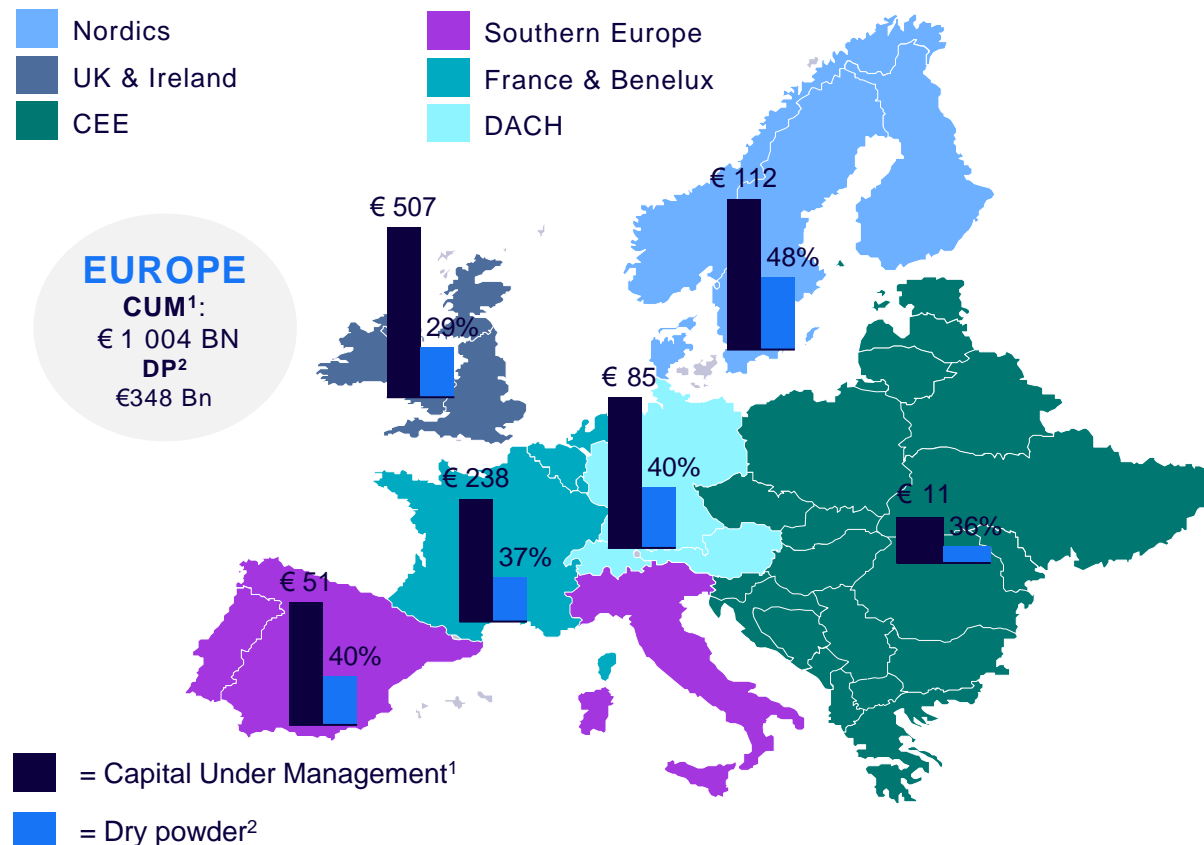 Nordics
UK & Ireland
CEE
Southern Europe
France & Benelux
DACH
EUROPE
CUM¹:
€ 1 004 BN
DP²
€348 Bn
€ 507
29%
€ 112
48%
€ 85
40%
€ 238
37%
€ 11
36%
€ 51
40%
= Capital Under Management¹
= Dry powder²